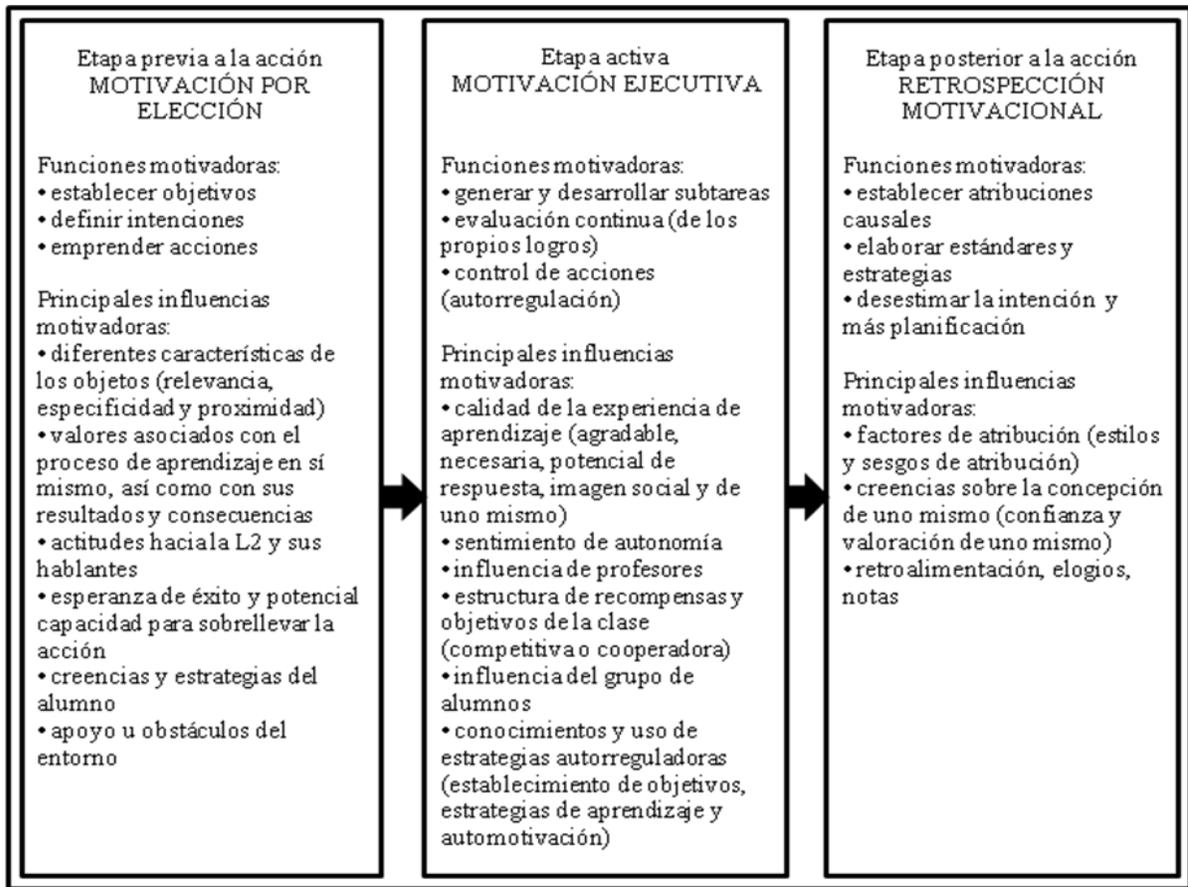 Etapa previa a la acción
MOTIVACIÓN POR
ELECCIÓN
Funciones motivadoras:
• establecer objetivos
• definir intenciones
• emprender acciones
Principales influencias
motivadoras:
• diferentes características de
los objetos (relevancia,
especificidad y proximidad)
• valores asociados con el
proceso de aprendizaje en sí
mismo, así como con sus
resultados y consecuencias
• actitudes hacia la L2 y sus
hablantes
• esperanza de éxito y potencial
capacidad para sobrellevar la
acción
• creencias y estrategias del
alumno
• apoyo u obstáculos del
entorno
Etapa activa
MOTIVACIÓN EJECUTIVA
Funciones motivadoras:
• generar y desarrollar subtareas
• evaluación continua (de los
propios logros)
• control de acciones
(autorregulación)
Principales influencias
motivadoras:
• calidad de la experiencia de
aprendizaje (agradable,
necesaria, potencial de
respuesta, imagen social y de
uno mismo)
• sentimiento de autonomía
• influencia de profesores
• estructura de recompensas y
objetivos de la clase
(competitiva o cooperadora)
• influencia del grupo de
alumnos
• conocimientos y uso de
estrategias autorreguladoras
(establecimiento de objetivos,
estrategias de aprendizaje y
automotivación)
Etapa posterior a la acción
RETROSPECCIÓN
MOTIVACIONAL
Funciones motivadoras:
• establecer atribuciones
causales
• elaborar estándares y
estrategias
• desestimar la intención y
más planificación
Principales influencias
motivadoras:
• factores de atribución (estilos
y sesgos de atribución)
• creencias sobre la concepción
de uno mismo (confianza y
valoración de uno mismo)
• retroalimentación, elogios,
notas